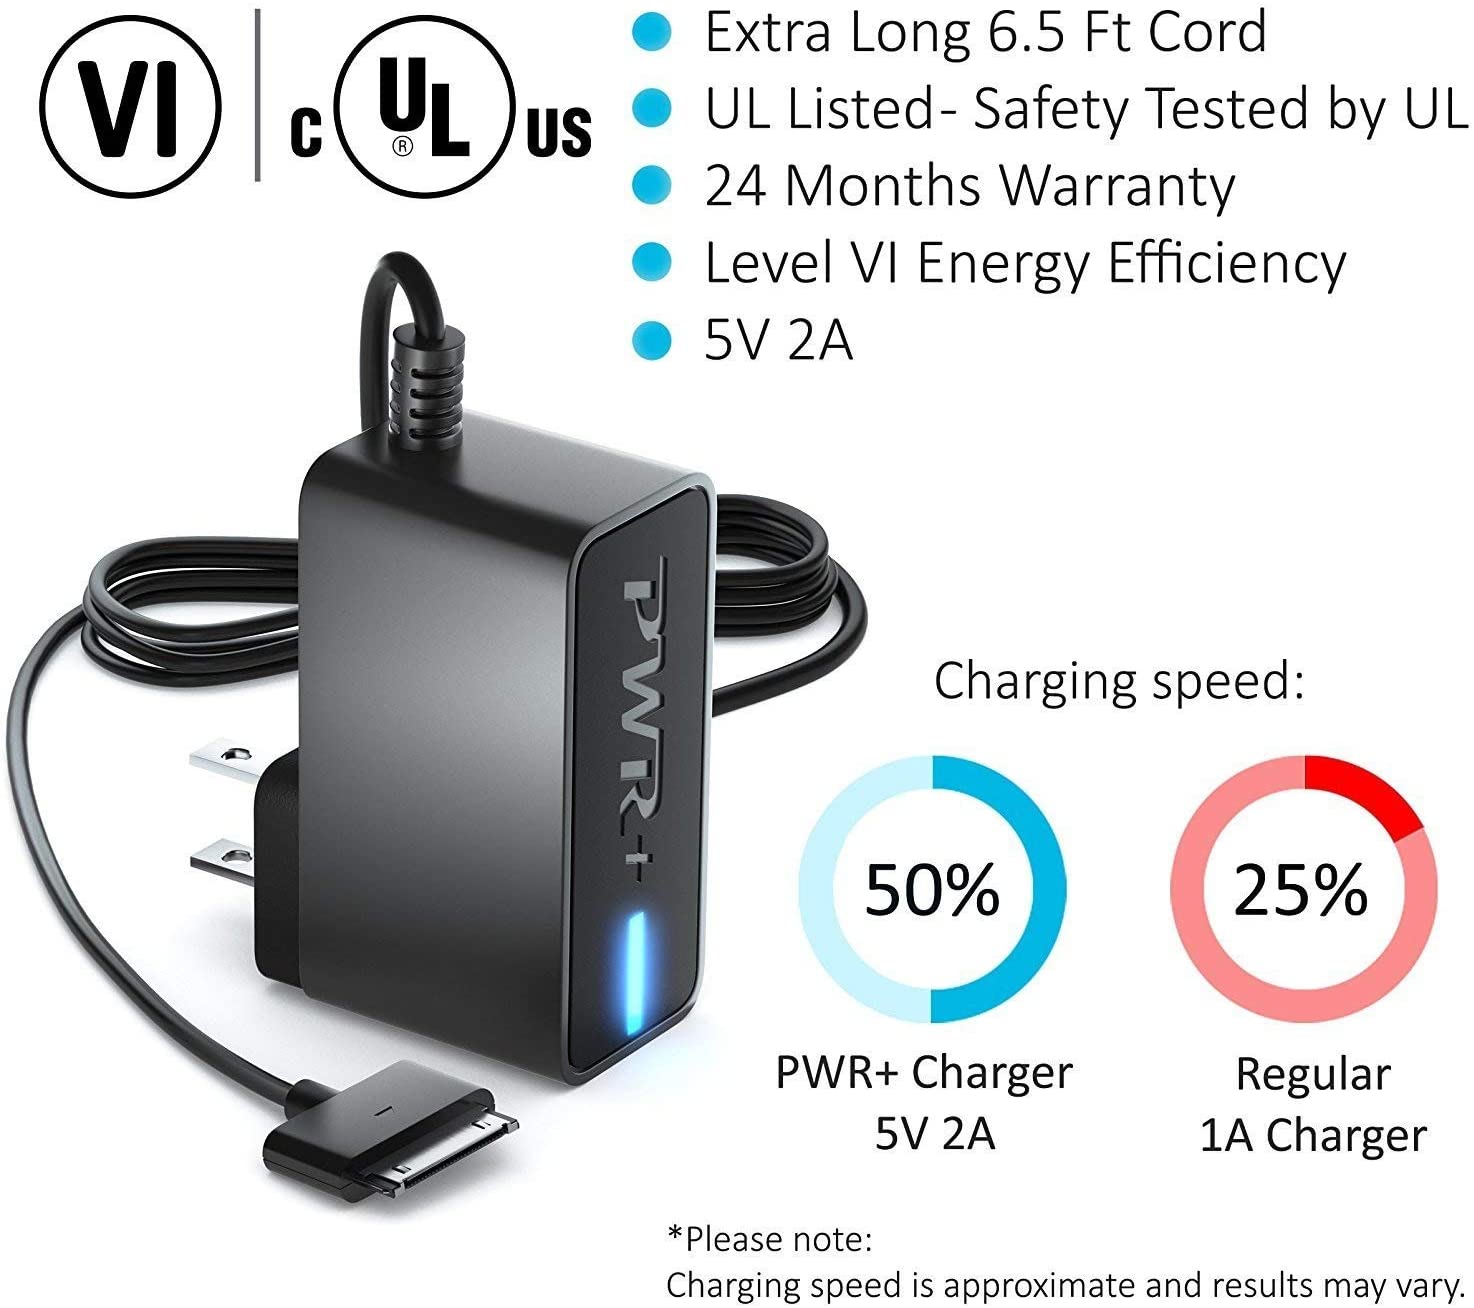 VI
C UL® US
Extra Long 6.5 Ft Cord
UL Listed- Safety Tested by UL
24 Months Warranty
Level VI Energy Efficiency
5V 2A
PWR+
Charging speed:
50%
25%
PWR+ Charger
5V 2A
Regular
1A Charger
*Please note:
Charging speed is approximate and results may vary.